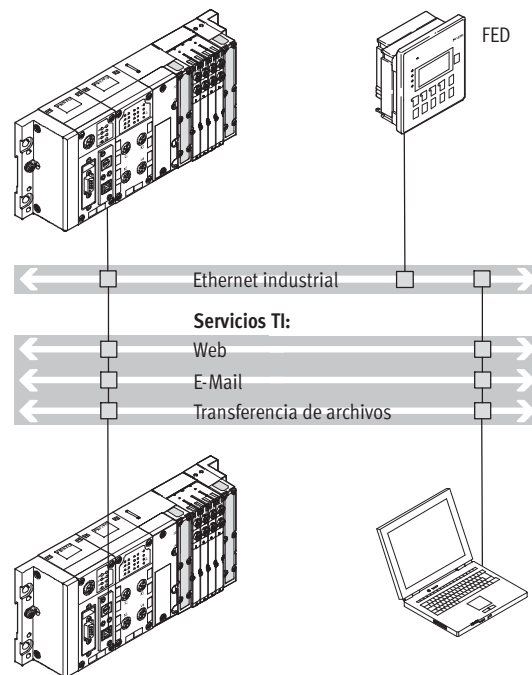 FED
Ethernet industrial
Servicios TI:
Web
E-Mail
Transferencia de archivos